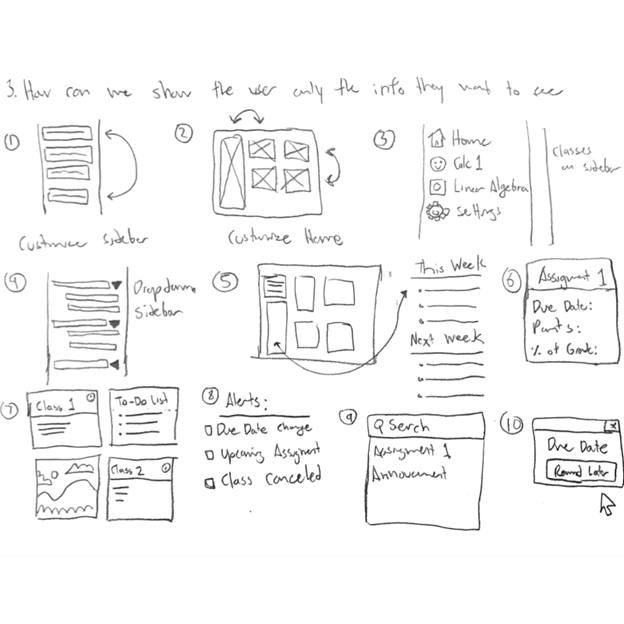 3. How can we show the user only the info they want to see
1
Customize sidebar
2
Customize Home
3
Home
Calc 1
Linear Algebra
Settings
Classes
on sidebar
4
Dropdown
Sidebar
5
This Week
Next Week
6
Assignment 1
Due Date:
Points:
% of Grade:
7
Class 1
To-Do List
Class 2
8
Alerts:
Due Date change
Upcoming Assigment
Class Canceled
9
Serch
Assignment 1
Announcement
10
x
Due Date
Later